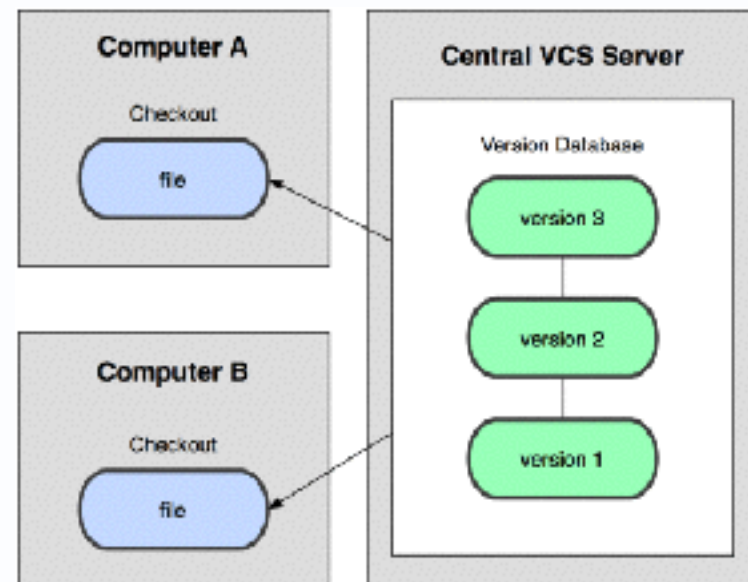 Computer A
Checkout
file
Computer B
Checkout
file
Central VCS Server
Version Database
version 3
version 2
version 1